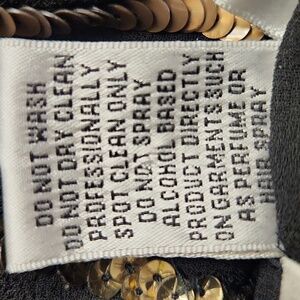 DO NOT WASH
DO NOT DRY CLEAN
PROFESSIONALLY
SPOT CLEAN ONLY
DO NOT SPRAY
ALCOHOL BASED
PRODUCT DIRECTLY
ON GARMENTS SUCH
AS PERFUME OR
HAIR SPRAY